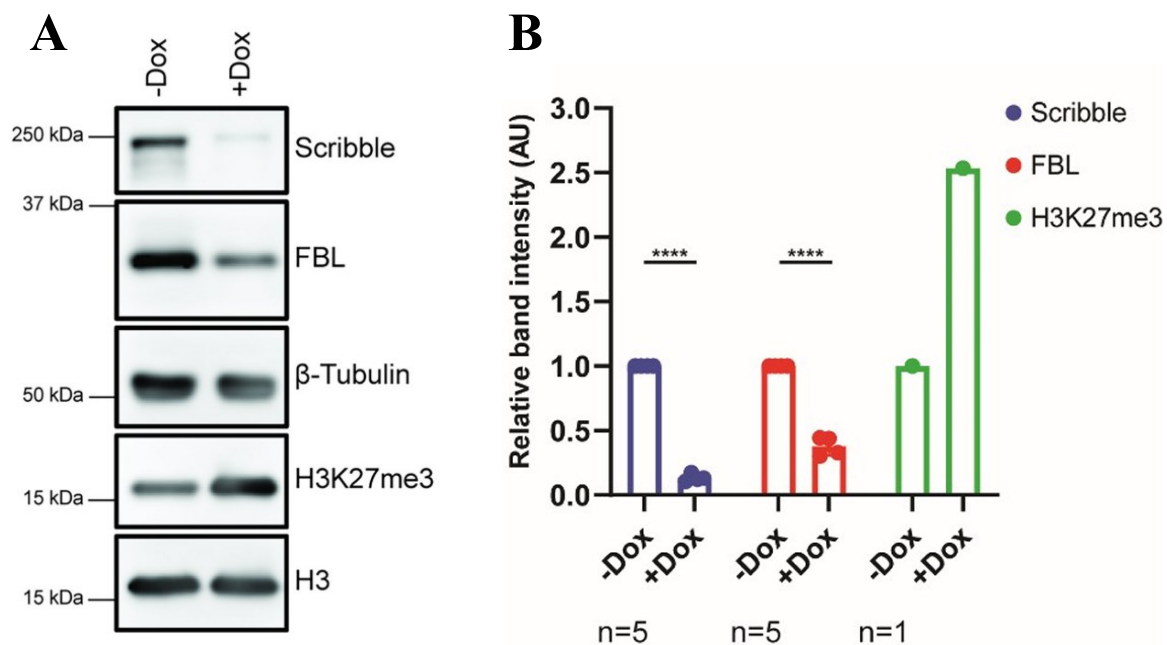 A
-Dox
+Dox
250 kDa
Scribble
37 kDa
FBL
β-Tubulin
50 kDa
H3K27me3
15 kDa
H3
15 kDa
B
Relative band intensity (AU)
3.0
2.5
2.0
1.5
1.0
0.5
0.0
****
****
Scribble
FBL
H3K27me3
-Dox
+Dox
-Dox
+Dox
-Dox
+Dox
n=5
n=5
n=1